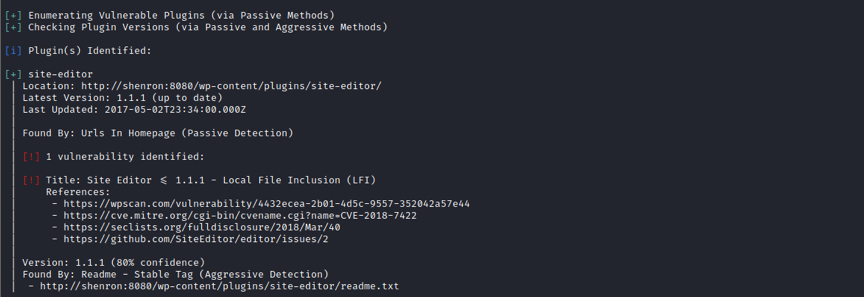 [+] Enumerating Vulnerable Plugins (via Passive Methods)
[+] Checking Plugin Versions (via Passive and Aggressive Methods)
[i] Plugin(s) Identified:
[+] site-editor
| Location: http://shenron:8080/wp-content/plugins/site-editor/
| Latest Version: 1.1.1 (up to date)
| Last Updated: 2017-05-02T23:34:00.000Z
|
| Found By: Urls In Homepage (Passive Detection)
|
| [!] 1 vulnerability identified:
|
| [!] Title: Site Editor <= 1.1.1 - Local File Inclusion (LFI)
|     References:
|      - https://wpscan.com/vulnerability/4432ecea-2b01-4d5c-9557-352042a57e44
|      - https://cve.mitre.org/cgi-bin/cvename.cgi?name=CVE-2018-7422
|      - https://seclists.org/fulldisclosure/2018/Mar/40
|      - https://github.com/SiteEditor/editor/issues/2
|
| Version: 1.1.1 (80% confidence)
| Found By: Readme - Stable Tag (Aggressive Detection)
|  - http://shenron:8080/wp-content/plugins/site-editor/readme.txt